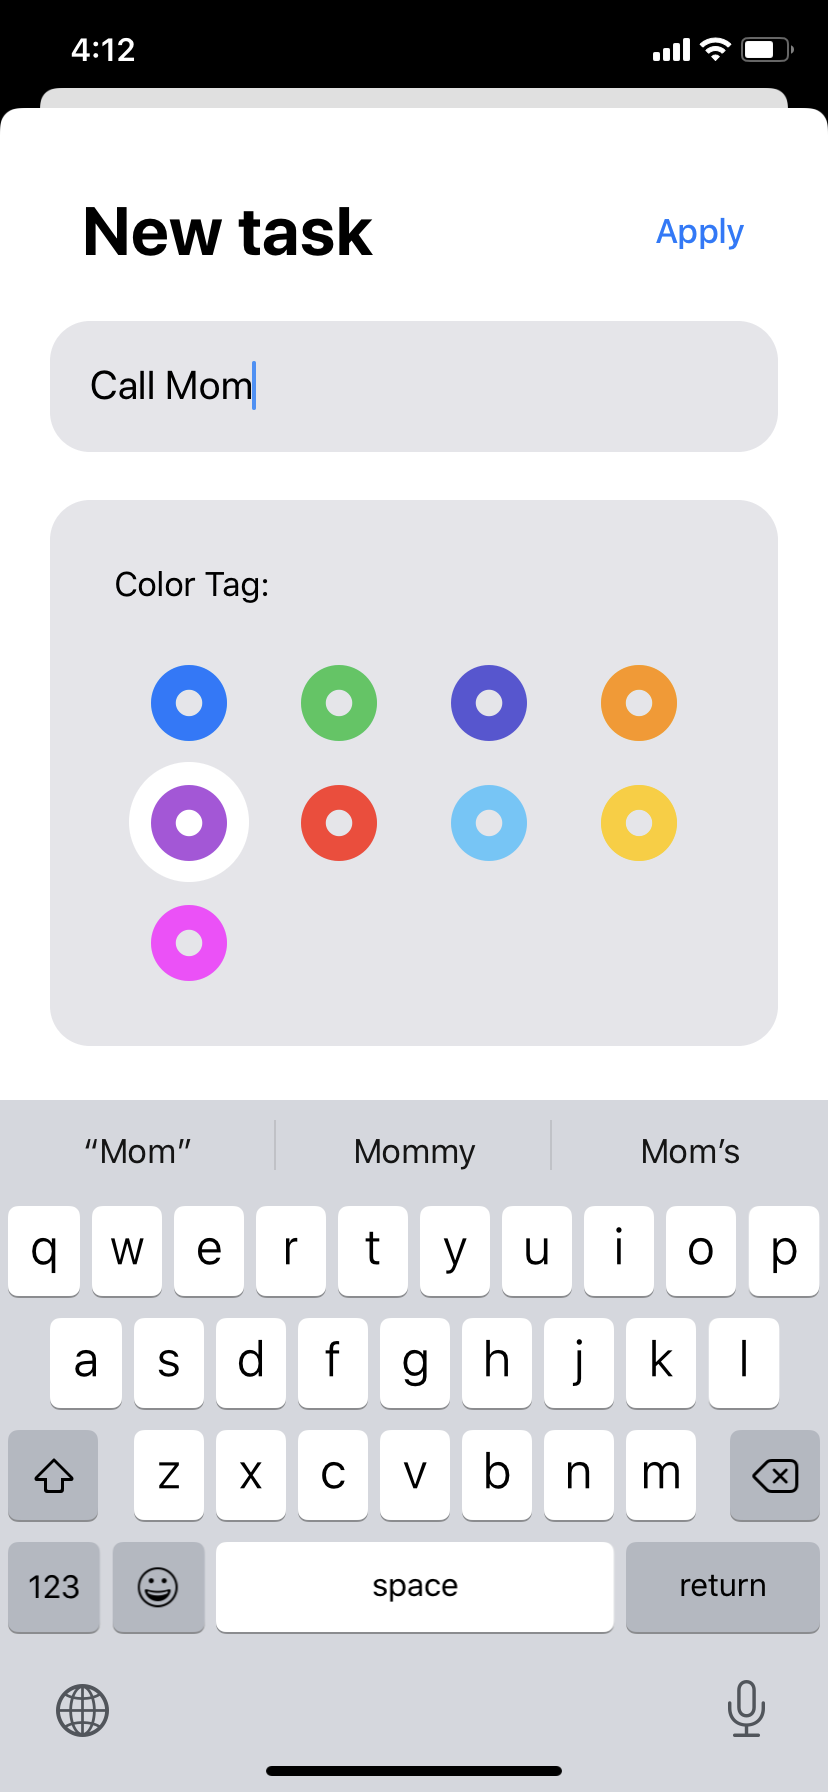 4:12
New task
Apply
Call Mom
Color Tag:
“Mom” Mommy Mom’s
q w e r t y u i o p
a s d f g h j k l
z x c v b n m
123 space return